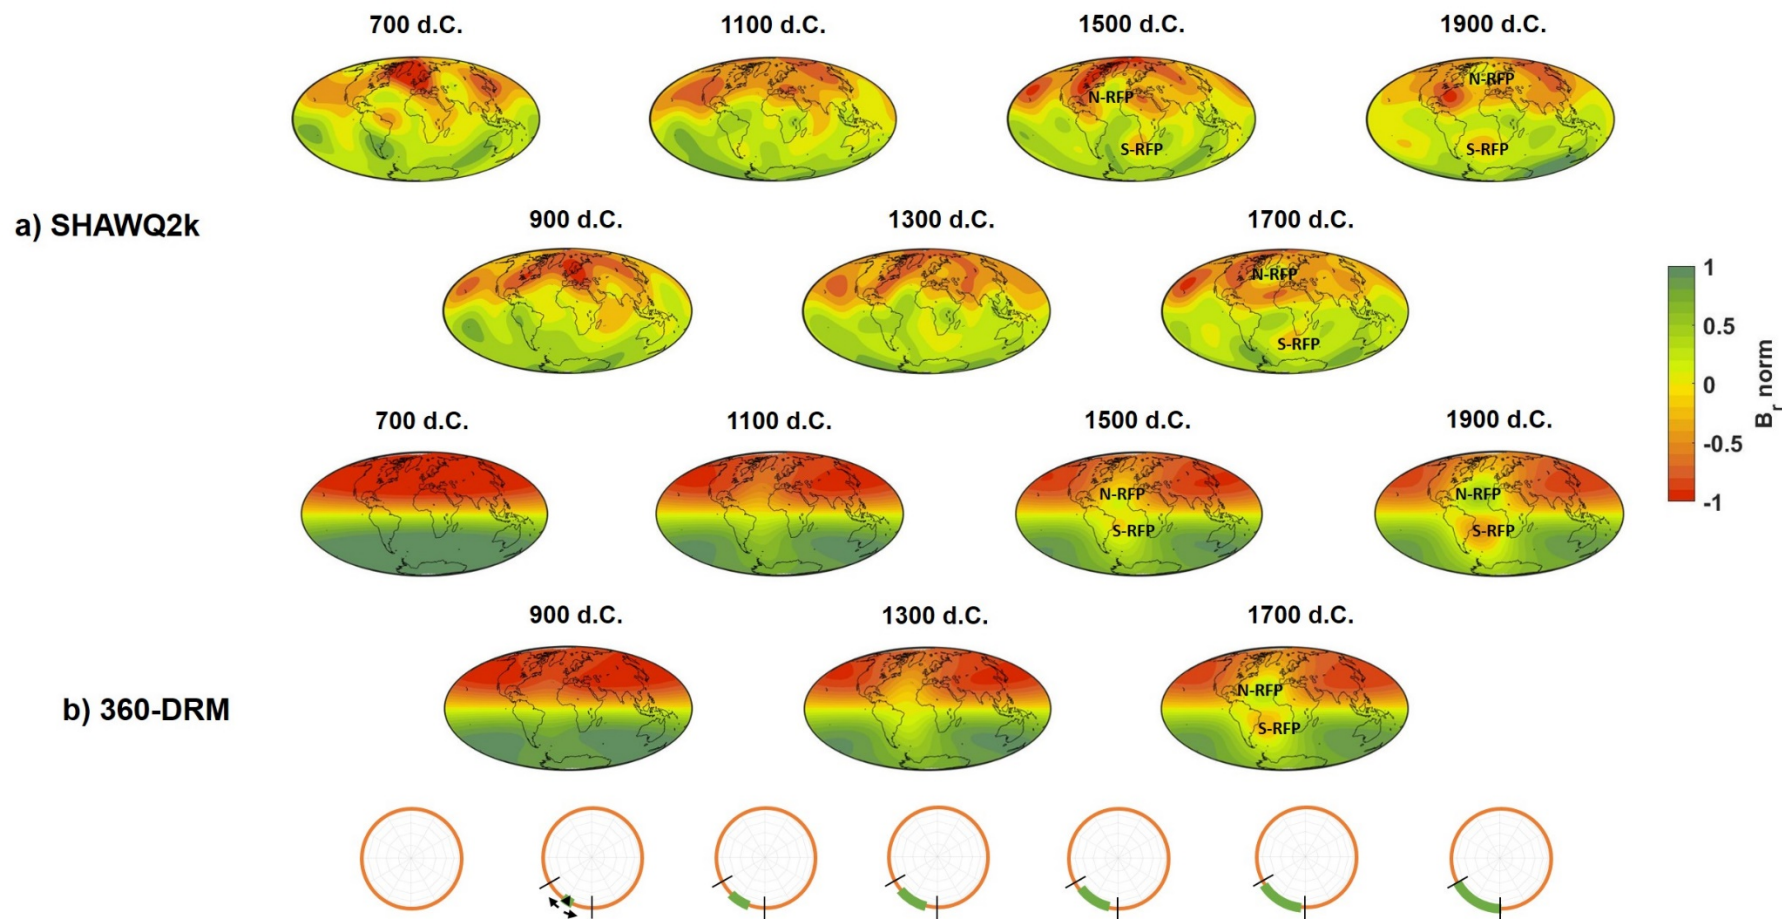 700 d.C. 1100 d.C. 1500 d.C. 1900 d.C.
N-RFP N-RFP
S-RFP S-RFP
a) SHAWQ2k
900 d.C. 1300 d.C. 1700 d.C.
N-RFP
S-RFP
1
0.5
0
-0.5
-1
B_r norm
700 d.C. 1100 d.C. 1500 d.C. 1900 d.C.
N-RFP N-RFP
S-RFP S-RFP
b) 360-DRM
900 d.C. 1300 d.C. 1700 d.C.
N-RFP
S-RFP